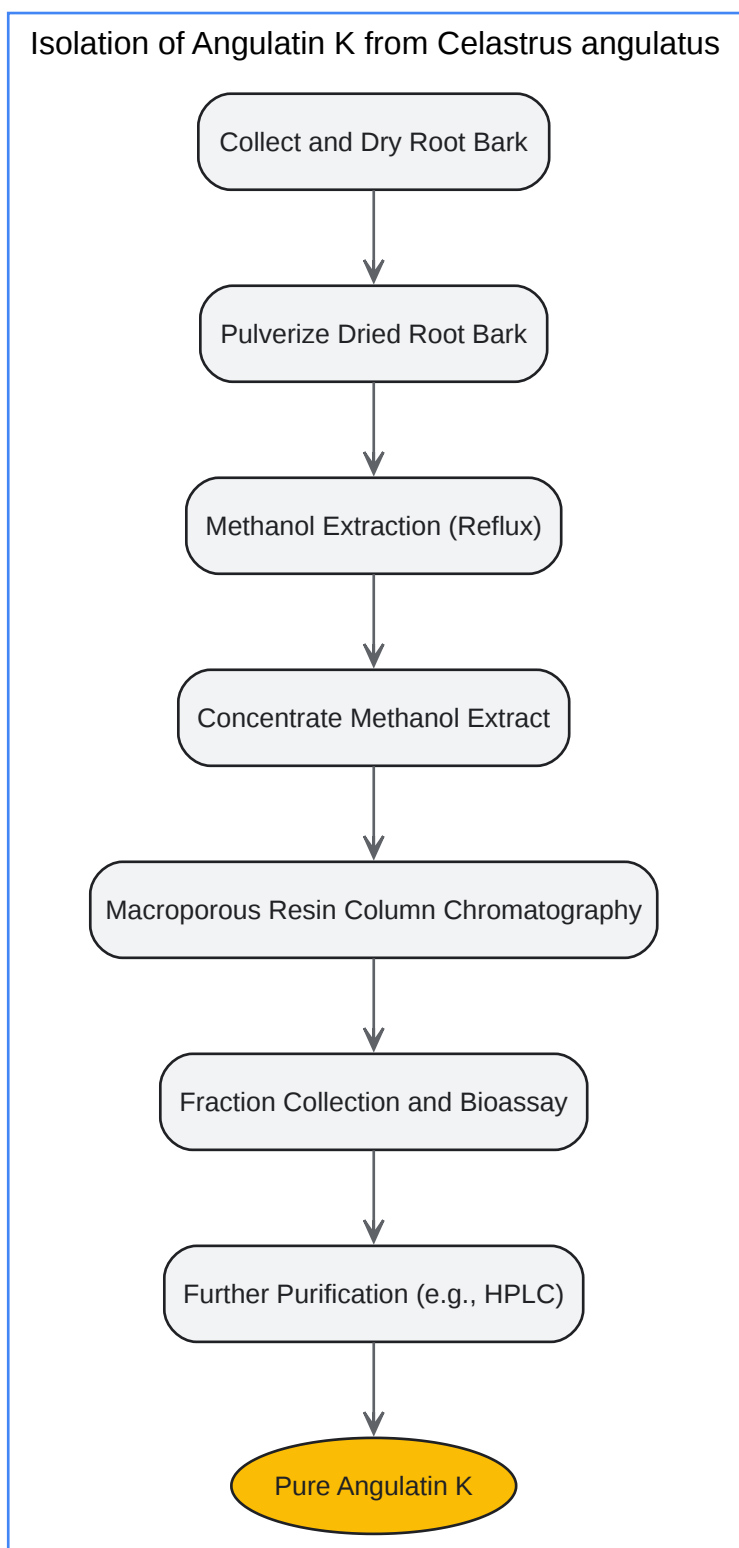 Isolation of Angulatin K from Celastrus angulatus
Collect and Dry Root Bark
Pulverize Dried Root Bark
Methanol Extraction (Reflux)
Concentrate Methanol Extract
Macroporous Resin Column Chromatography
Fraction Collection and Bioassay
Further Purification (e.g., HPLC)
Pure Angulatin K